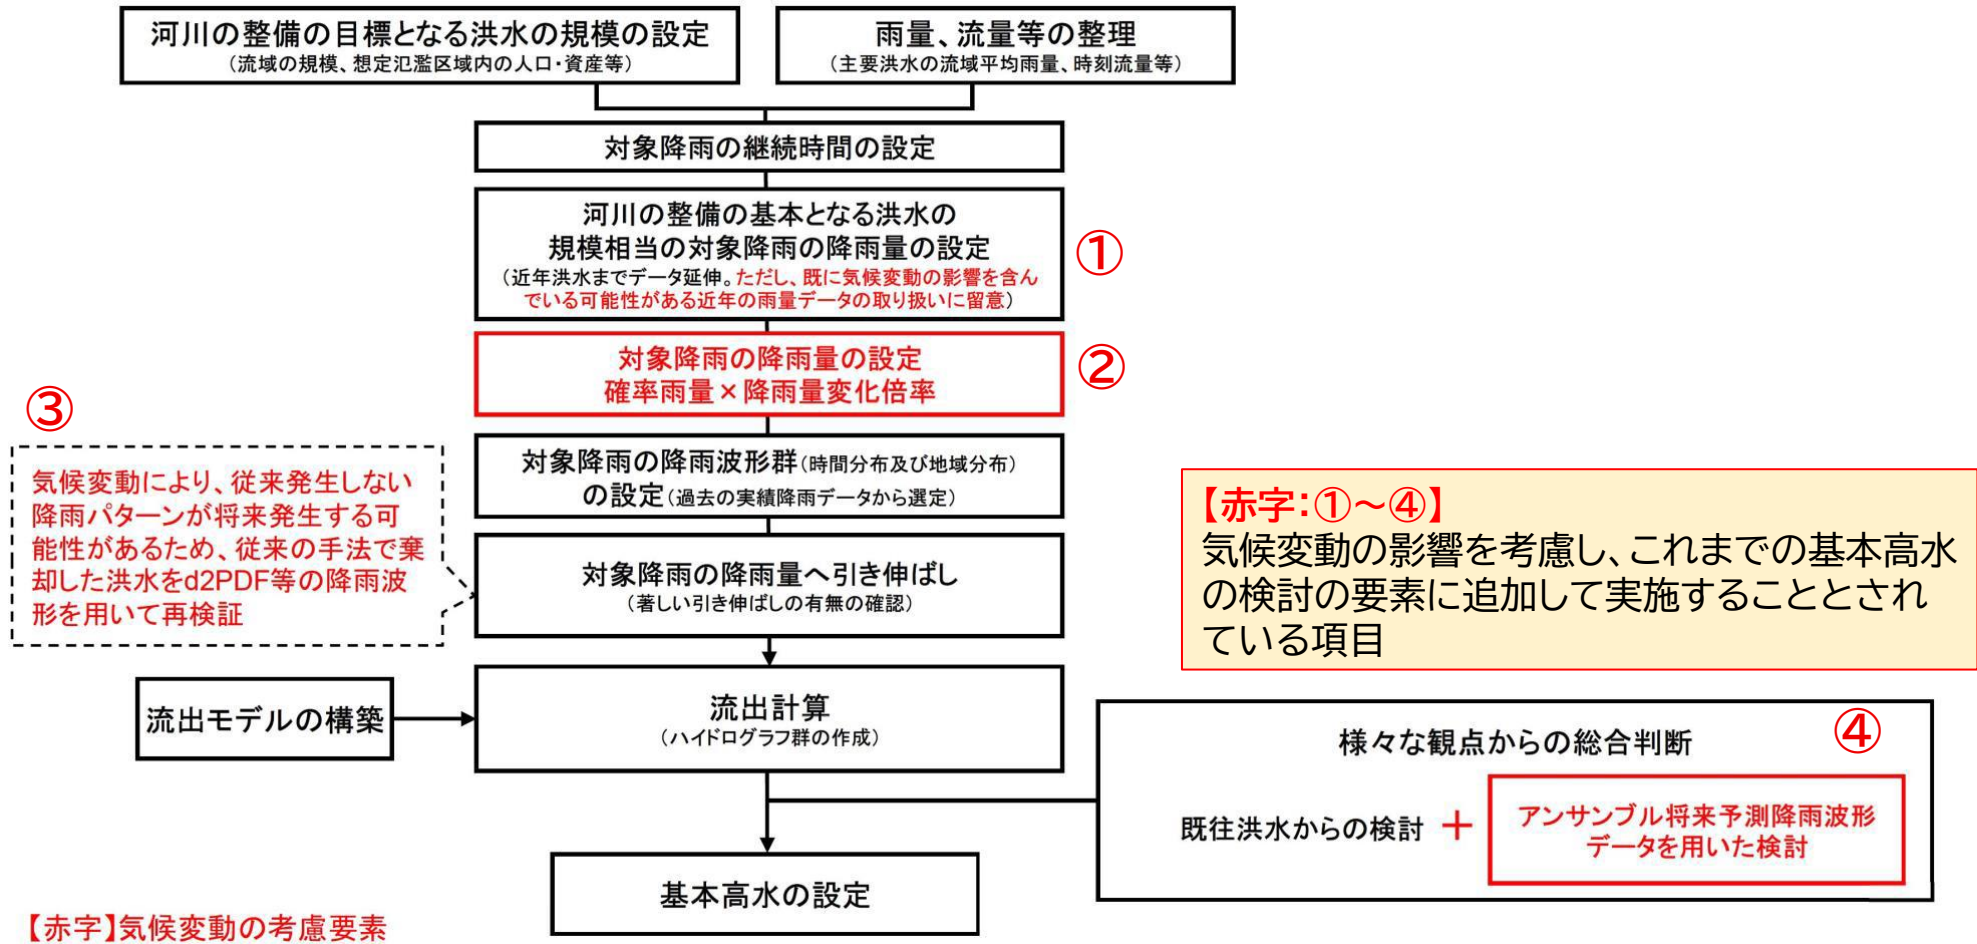 河川の整備の目標となる洪水の規模の設定
（流域の規模、想定氾濫区域内の人口・資産等）
雨量、流量等の整理
（主要洪水の流域平均雨量、時刻流量等）
対象降雨の継続時間の設定
河川の整備の基本となる洪水の
規模相当の対象降雨の降雨量の設定
（近年洪水までデータ延伸。ただし、既に気候変動の影響を含ん
でいる可能性がある近年の雨量データの取り扱いに留意）
①
対象降雨の降雨量の設定
確率雨量×降雨量変化倍率
②
③
気候変動により、従来発生しない
降雨パターンが将来発生する可
能性があるため、従来の手法で棄
却した洪水をd2PDF等の降雨波
形を用いて再検証
対象降雨の降雨波形群（時間分布及び地域分布）
の設定（過去の実績降雨データから選定）
対象降雨の降雨量へ引き伸ばし
（著しい引き伸ばしの有無の確認）
【赤字：①～④】
気候変動の影響を考慮し、これまでの基本高水
の検討の要素に追加して実施することとされ
ている項目
流出モデルの構築
流出計算
（ハイドログラフ群の作成）
様々な観点からの総合判断
④
既往洪水からの検討 ＋
アンサンブル将来予測降雨波形
データを用いた検討
基本高水の設定
【赤字】気候変動の考慮要素